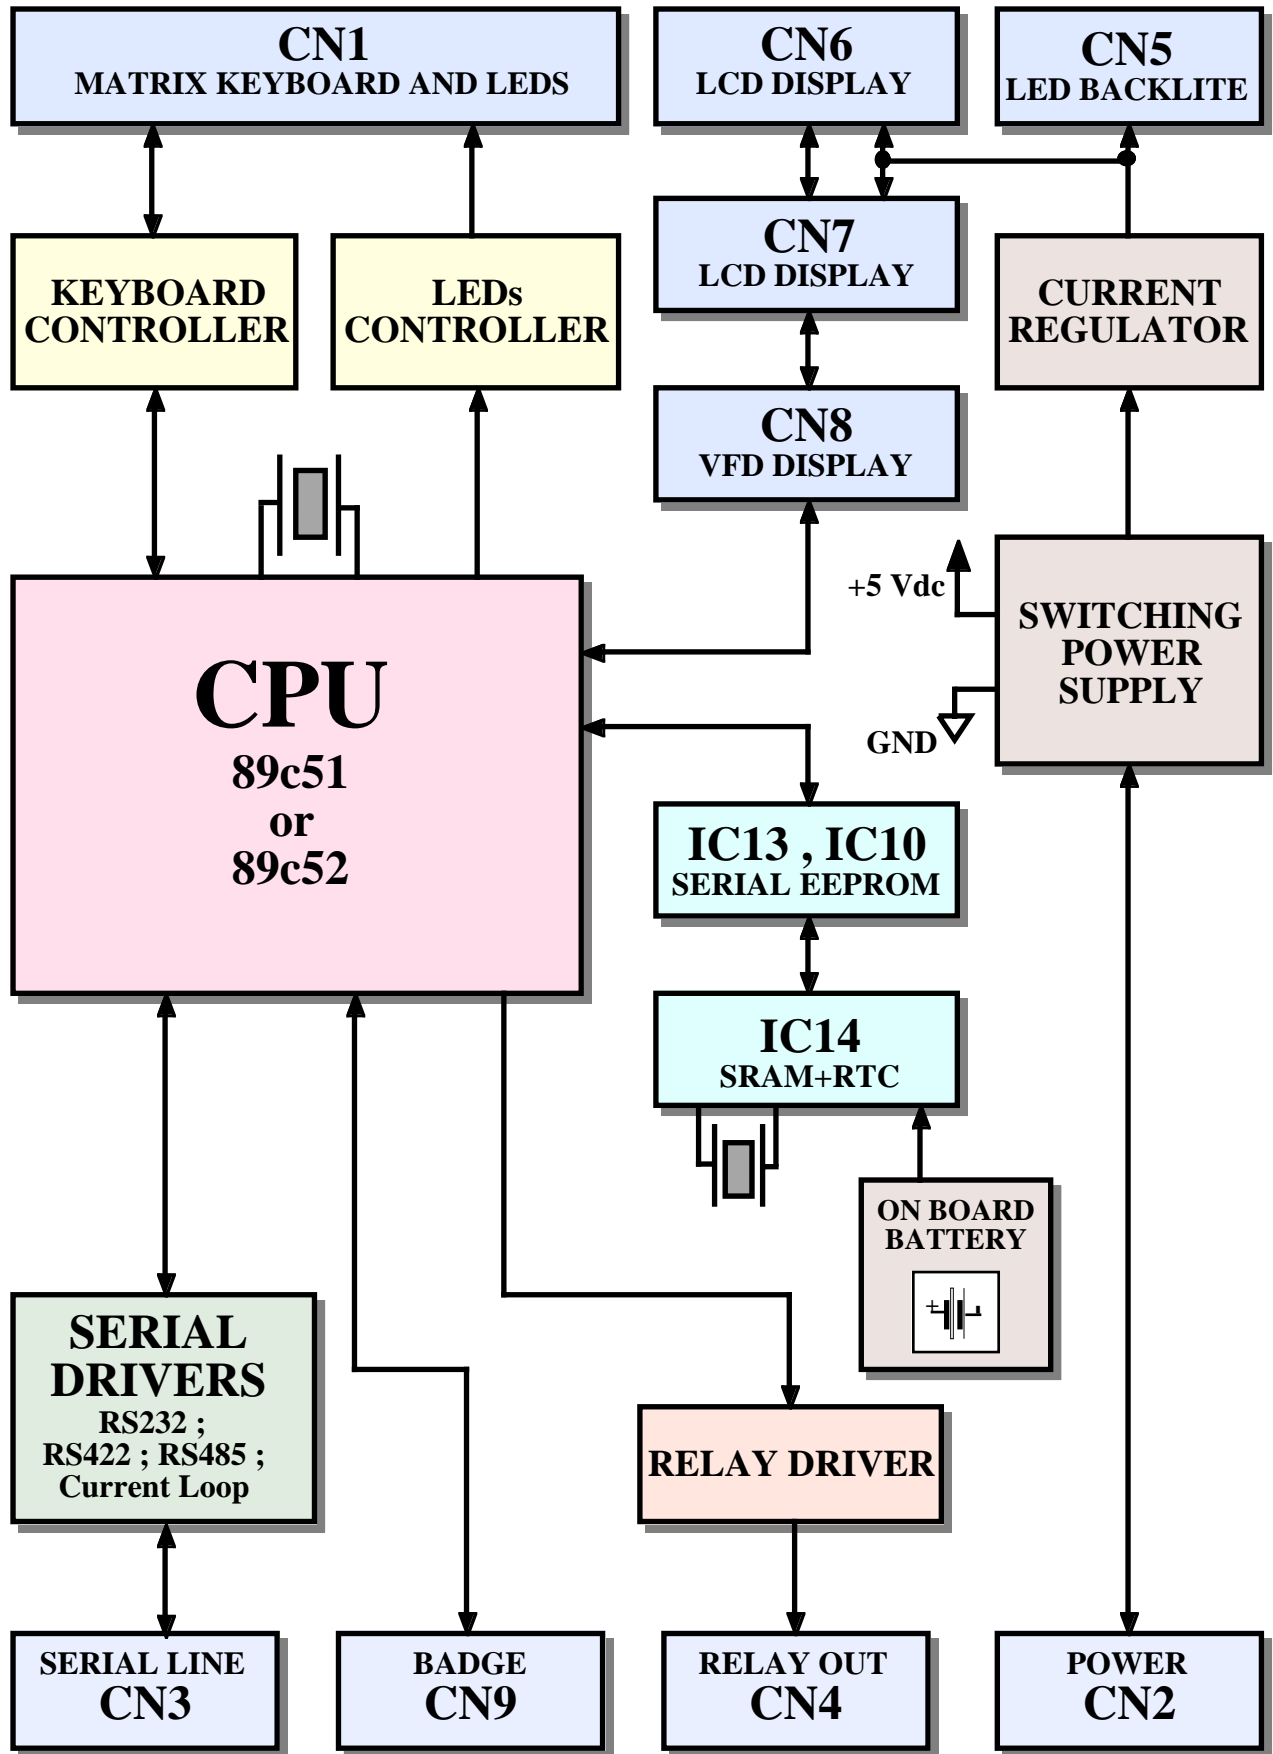 CN1
MATRIX KEYBOARD AND LEDS
CN6
LCD DISPLAY
CN5
LED BACKLITE
KEYBOARD
CONTROLLER
LEDs
CONTROLLER
CN7
LCD DISPLAY
CURRENT
REGULATOR
CN8
VFD DISPLAY
+5 Vdc
GND
SWITCHING
POWER
SUPPLY
CPU
89c51
or
89c52
IC13 , IC10
SERIAL EEPROM
IC14
SRAM+RTC
ON BOARD
BATTERY
+
SERIAL
DRIVERS
RS232 ;
RS422 ; RS485 ;
Current Loop
RELAY DRIVER
SERIAL LINE
CN3
BADGE
CN9
RELAY OUT
CN4
POWER
CN2